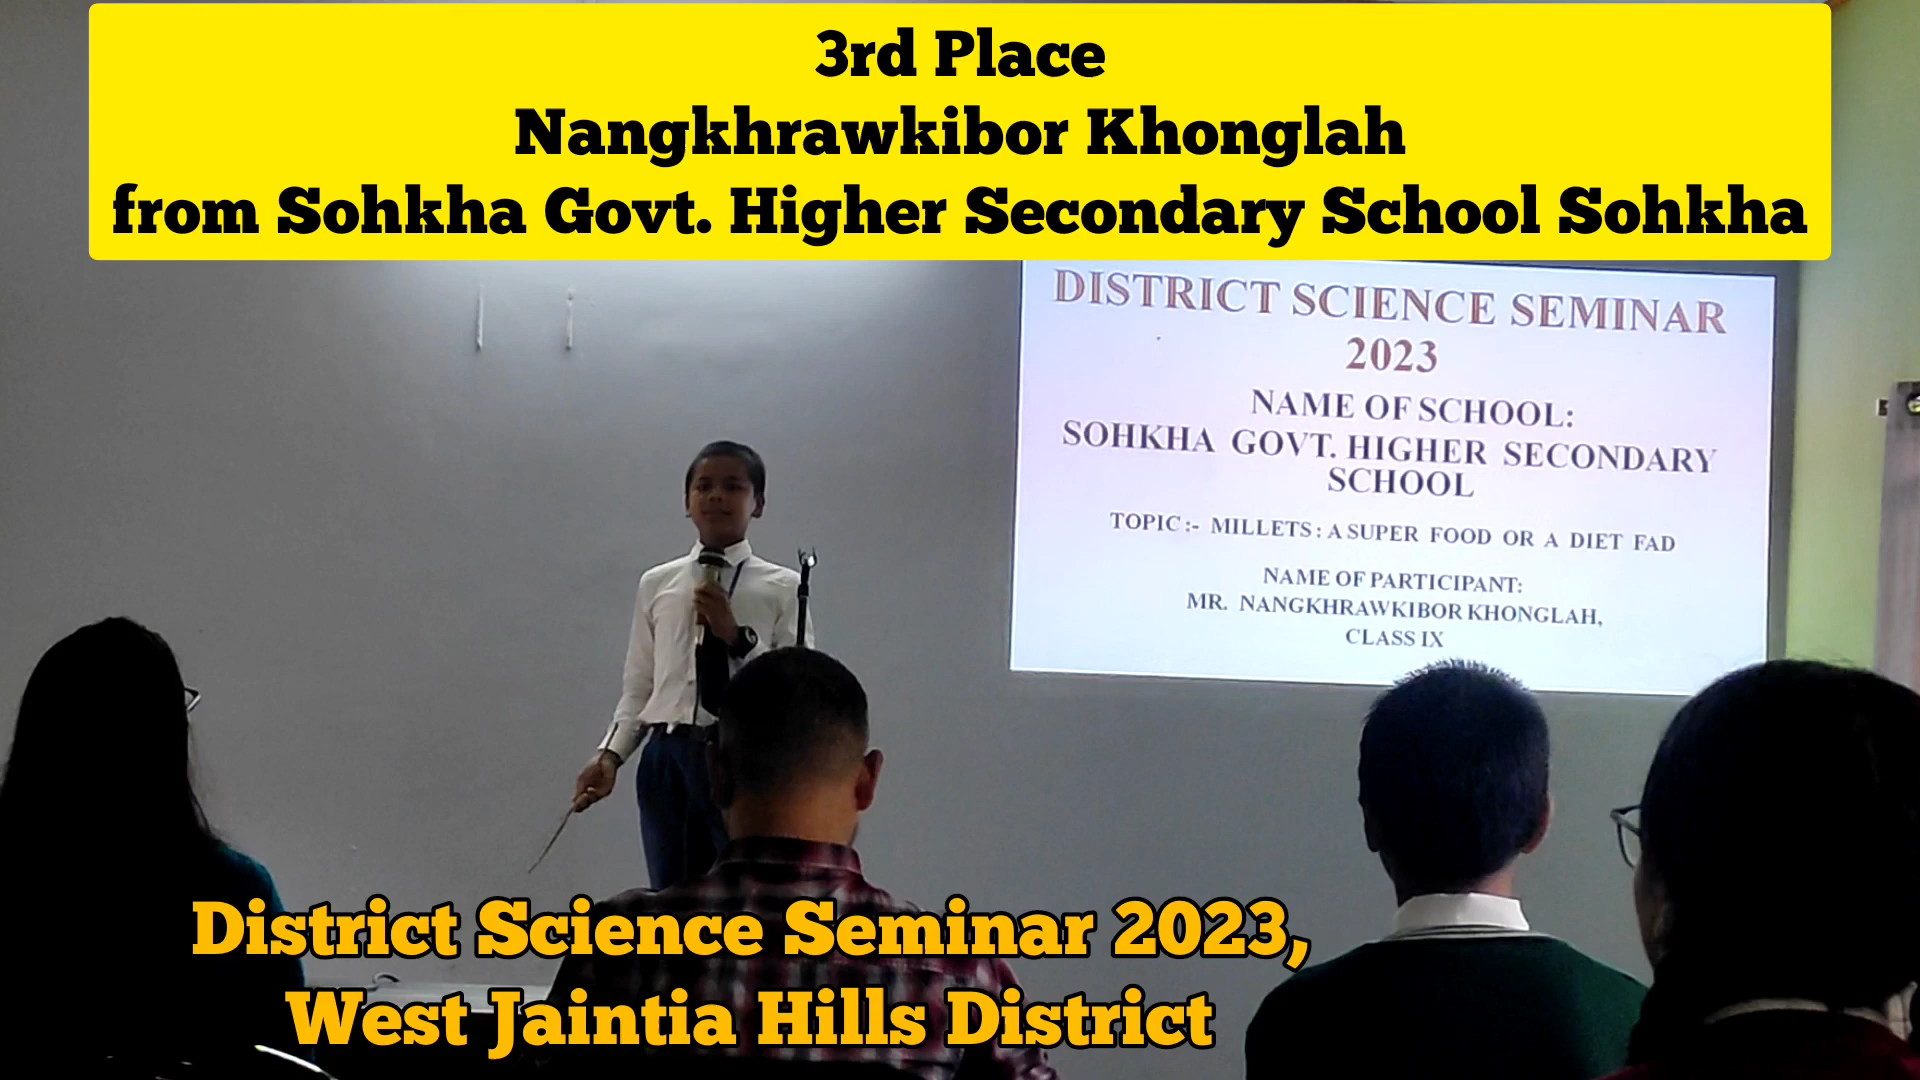 3rd Place
Nangkhrawkibor Khonglah
from Sohkha Govt. Higher Secondary School Sohkha
DISTRICT SCIENCE SEMINAR
2023
NAME OF SCHOOL:
SOHKHA GOVT. HIGHER SECONDARY
SCHOOL
TOPIC :- MILLETS : A SUPER FOOD OR A DIET FAD
NAME OF PARTICIPANT:
MR. NANGKHRAWKIBOR KHONGLAH,
CLASS IX
District Science Seminar 2023,
West Jaintia Hills District